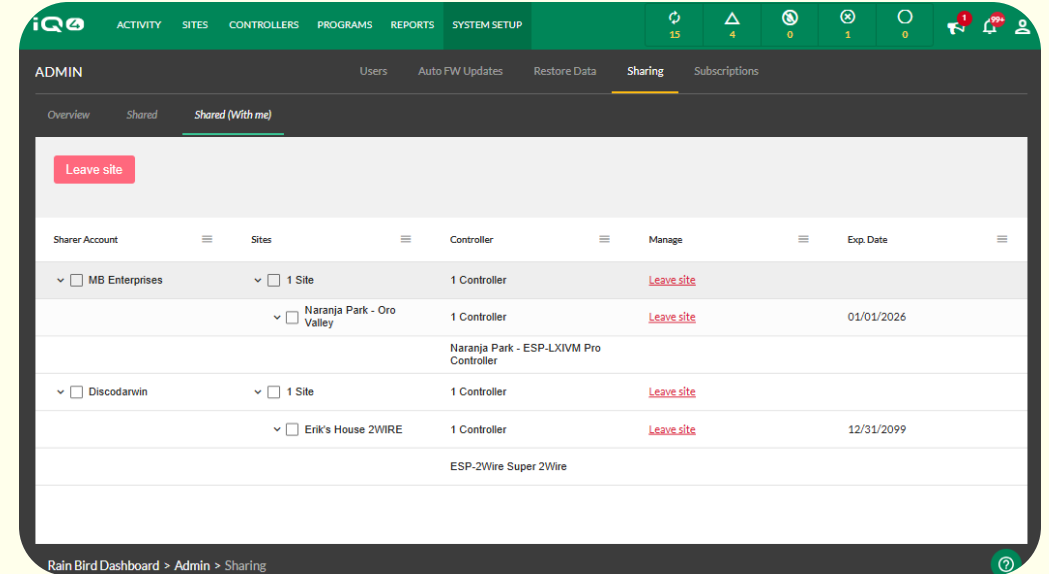 iQ4 ACTIVITY SITES CONTROLLERS PROGRAMS REPORTS SYSTEM SETUP 15 4 0 1 0 1 99+
ADMIN Users Auto FW Updates Restore Data Sharing Subscriptions
Overview Shared Shared (With me)
Leave site
Sharer Account Sites Controller Manage Exp. Date
MB Enterprises 1 Site 1 Controller Leave site
Naranja Park - Oro Valley 1 Controller Leave site 01/01/2026
Naranja Park - ESP-LXIVM Pro
Controller
Discodarwin 1 Site 1 Controller Leave site
Erik's House 2WIRE 1 Controller Leave site 12/31/2099
ESP-2Wire Super 2Wire
Rain Bird Dashboard > Admin > Sharing